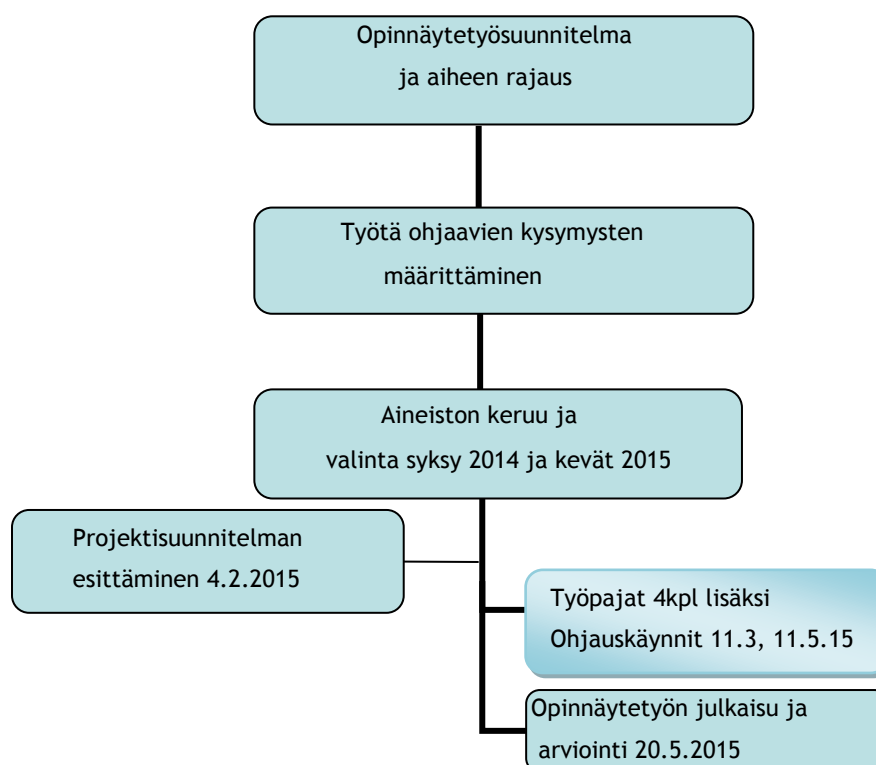 Opinnäytetyösuunnitelma
ja aiheen rajaus
Työtä ohjaavien kysymysten
määrittäminen
Aineiston keruu ja
valinta syksy 2014 ja kevät 2015
Projektisuunnitelman
esittäminen 4.2.2015
Työpajat 4kpl lisäksi
Ohjauskäynnit 11.3, 11.5.15
Opinnäytetyön julkaisu ja
arviointi 20.5.2015